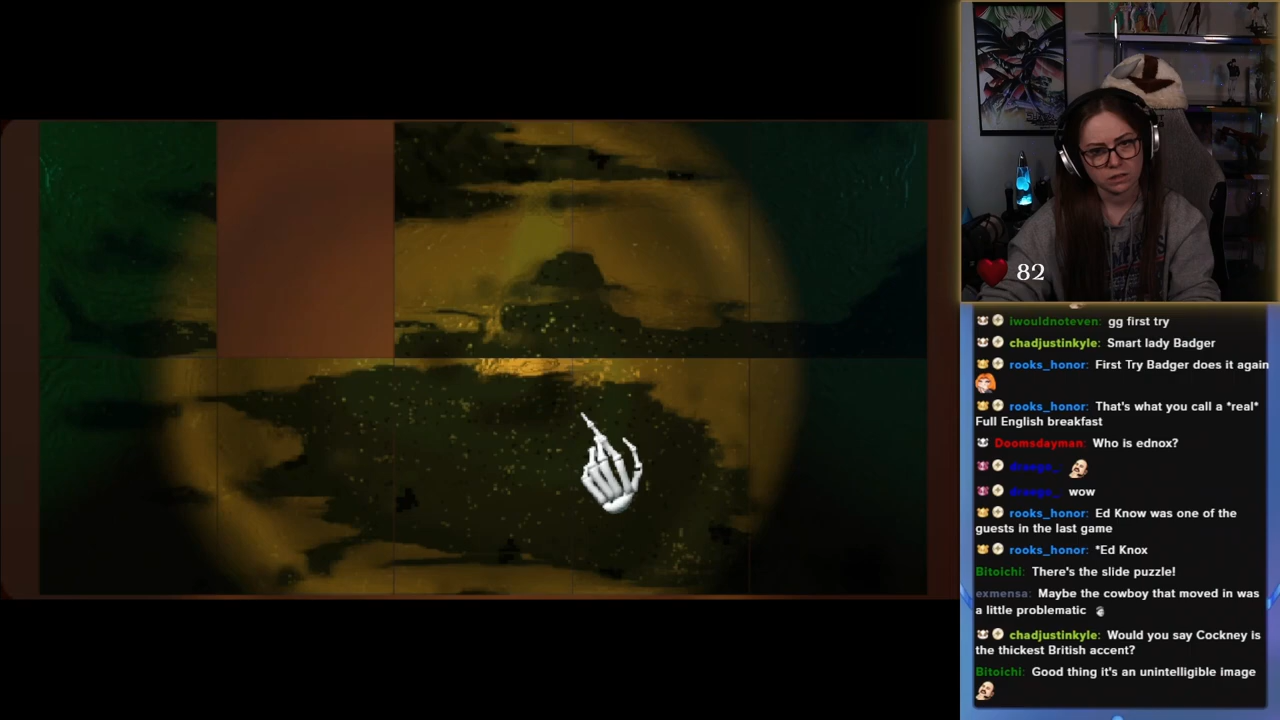 82
iwouldnoteven: gg first try
chadjustinkyle: Smart lady Badger
rooks_honor: First Try Badger does it again
rooks_honor: That's what you call a *real*
Full English breakfast
Doomsdayman: Who is ednox?
wow
rooks_honor: Ed Know was one of the
guests in the last game
rooks_honor: *Ed Knox
Bitoichi: There's the slide puzzle!
exmensa: Maybe the cowboy that moved in was
a little problematic
chadjustinkyle: Would you say Cockney is
the thickest British accent?
Bitoichi: Good thing it's an unintelligible image